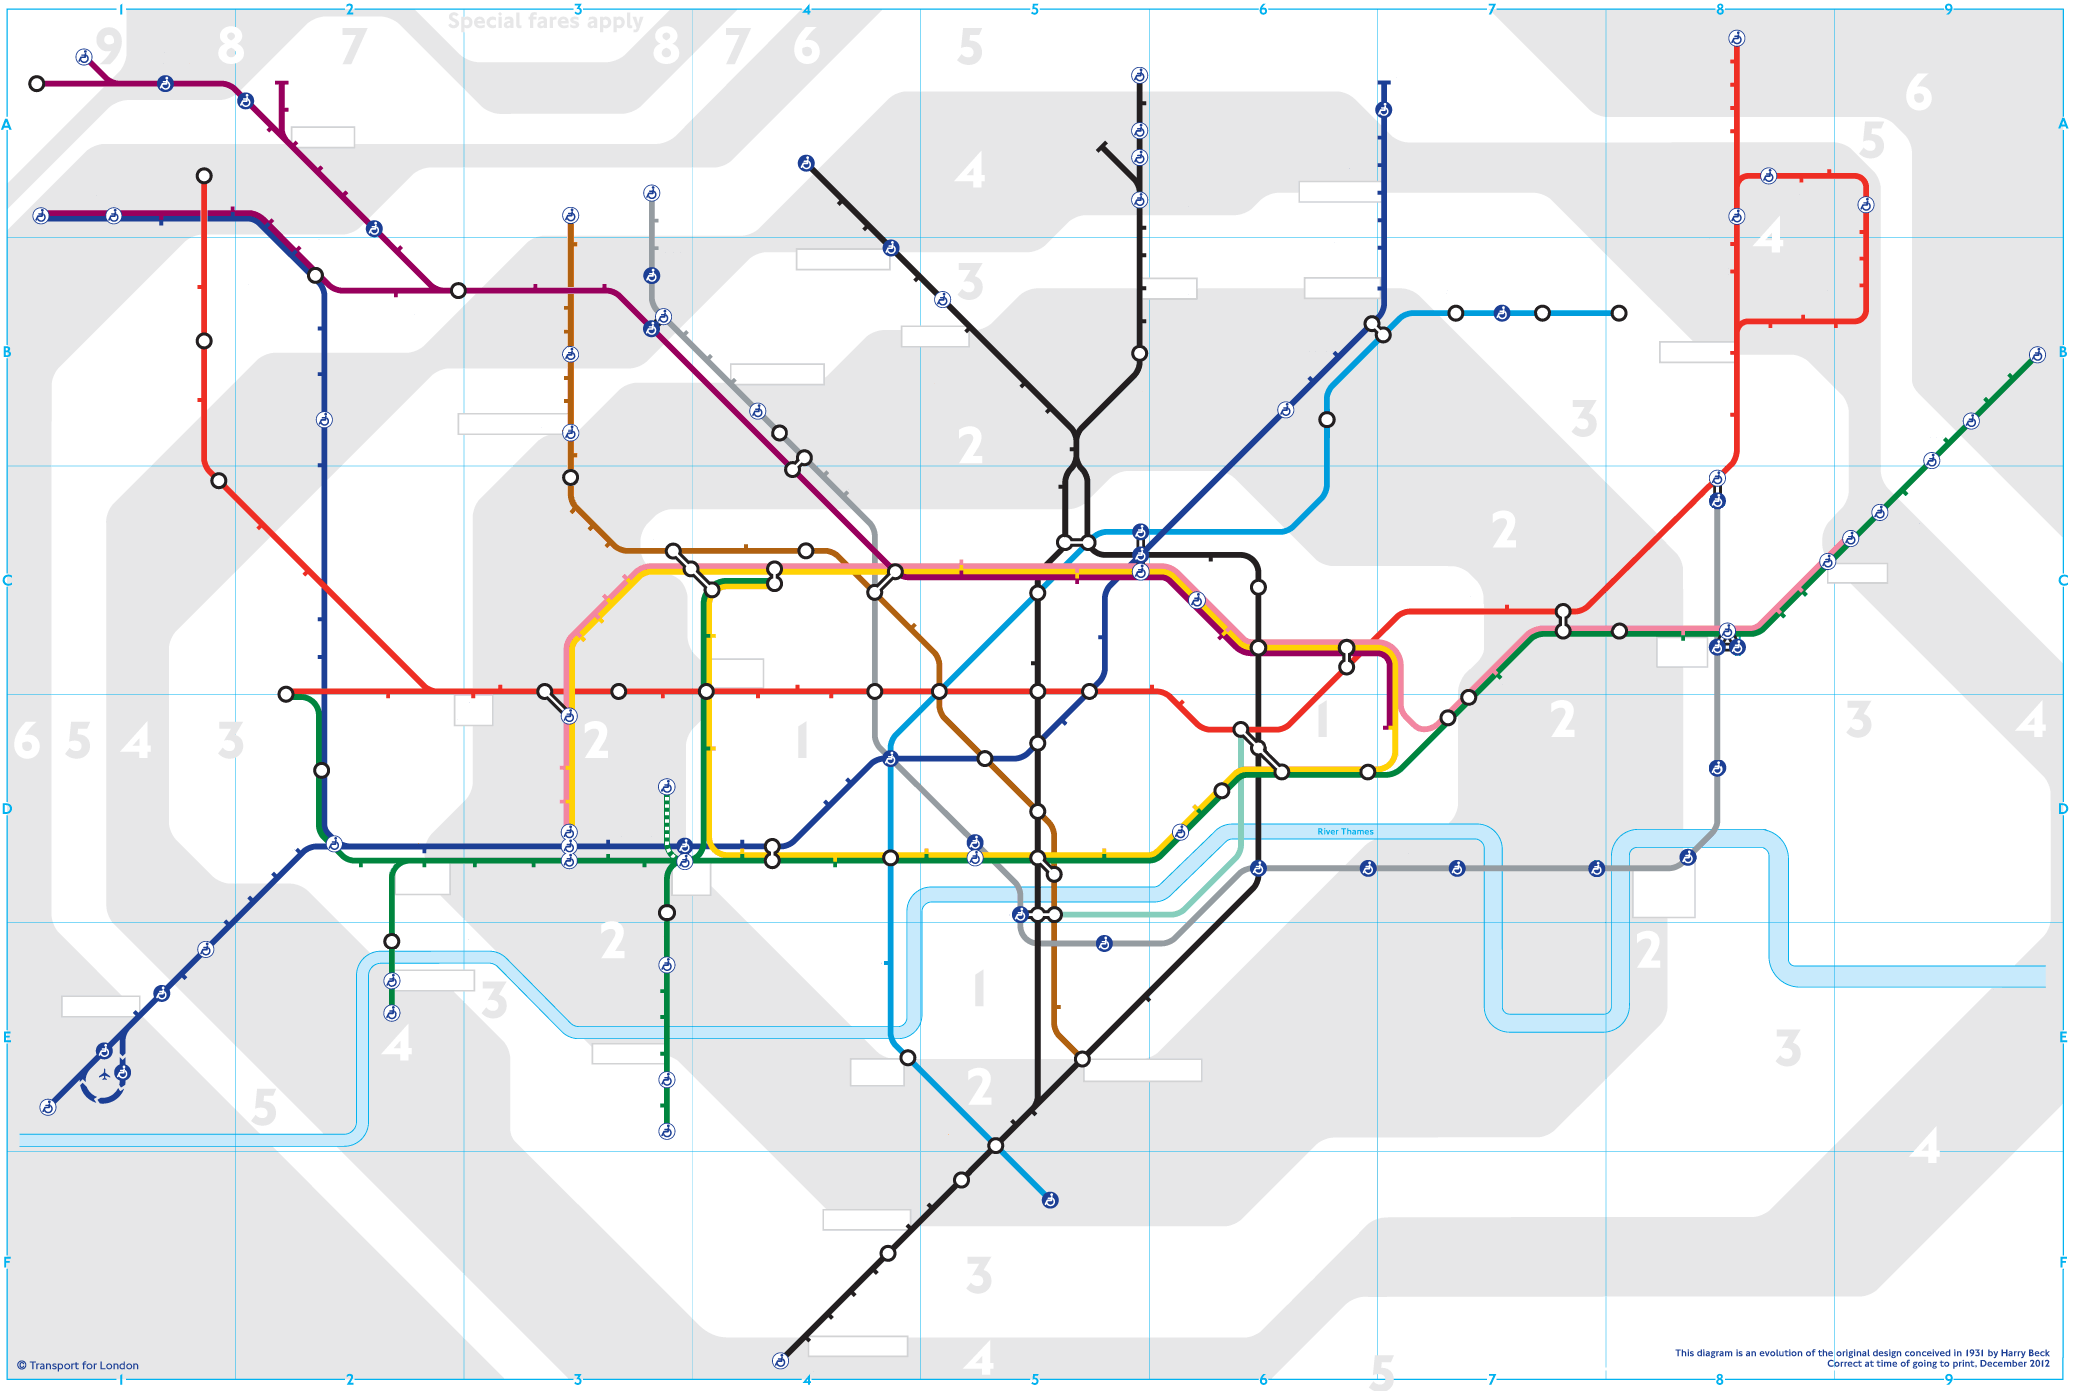 1 2 3 4 5 6 7 8 9
Special fares apply
9 8 7 8 7 6 5
6
A A
5
4
4
3
B B
3
2
2
C C
6 5 4 3 2 1 1 2 3 4
D D
River Thames
2 2
1
3
E E
4 3
2
5
4
F F
3
4 5
© Transport for London
This diagram is an evolution of the original design conceived in 1931 by Harry Beck
Correct at time of going to print, December 2012
1 2 3 4 5 6 7 8 9